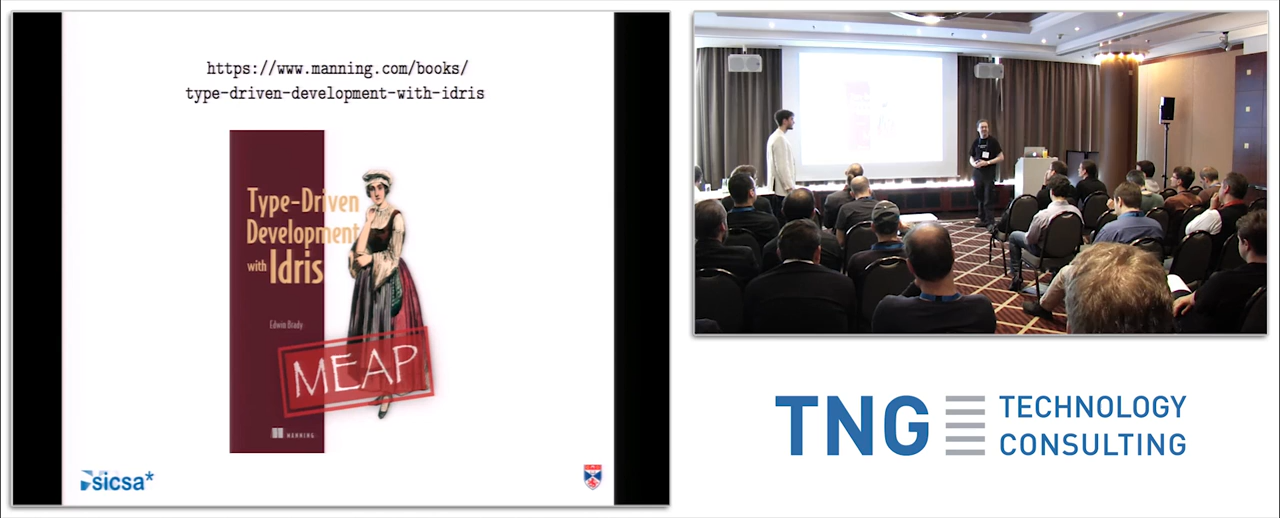 https://www.manning.com/books/
type-driven-development-with-idris
Type-Driven
Development
with Idris
Edwin Brady
MEAP
MANNING
sicsa*
TNG TECHNOLOGY
CONSULTING